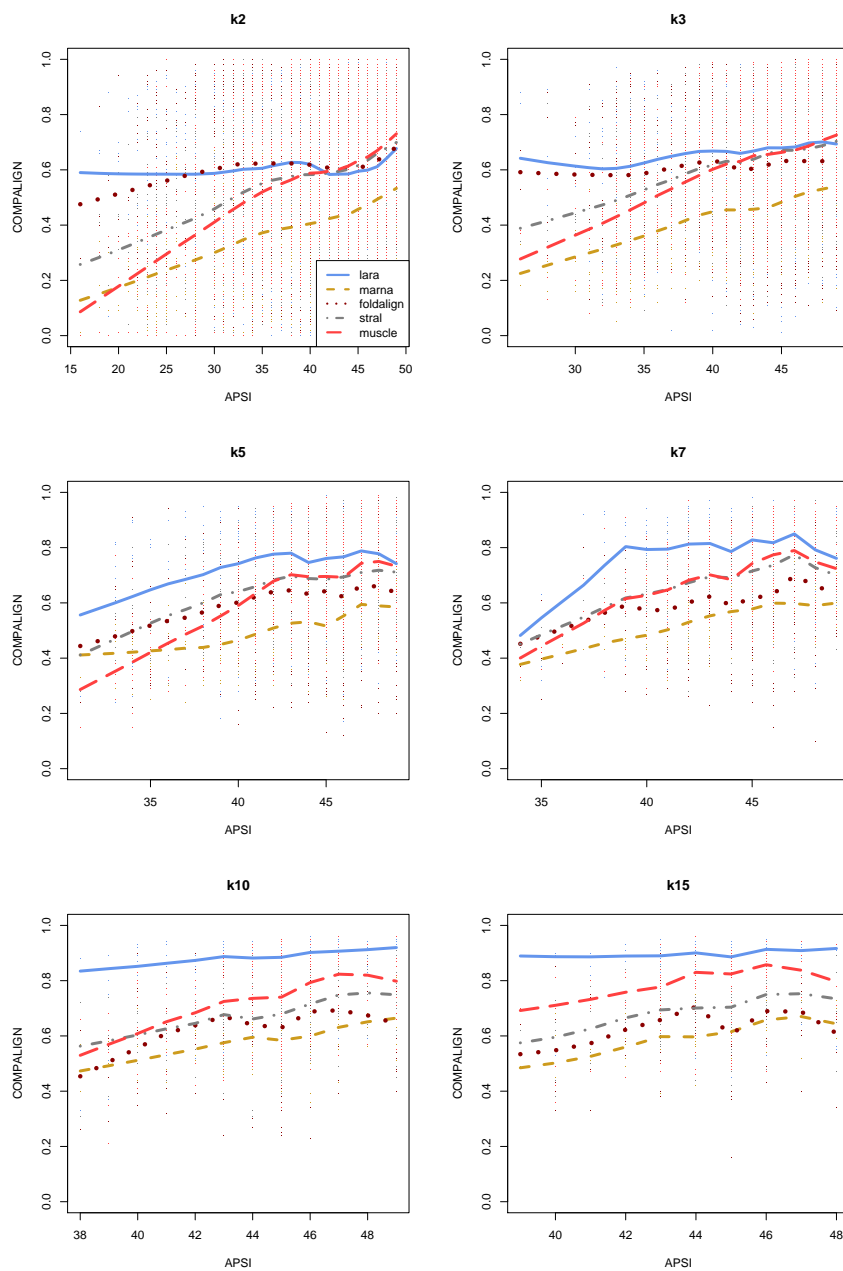 k2
COMPALIGN
0.0 0.2 0.4 0.6 0.8 1.0
lara
marna
foldalign
stral
muscle
15 20 25 30 35 40 45 50
APSI
k3
COMPALIGN
0.0 0.2 0.4 0.6 0.8 1.0
30 35 40 45
APSI
k5
COMPALIGN
0.0 0.2 0.4 0.6 0.8 1.0
35 40 45
APSI
k7
COMPALIGN
0.0 0.2 0.4 0.6 0.8 1.0
35 40 45
APSI
k10
COMPALIGN
0.0 0.2 0.4 0.6 0.8 1.0
38 40 42 44 46 48
APSI
k15
COMPALIGN
0.0 0.2 0.4 0.6 0.8 1.0
40 42 44 46 48
APSI